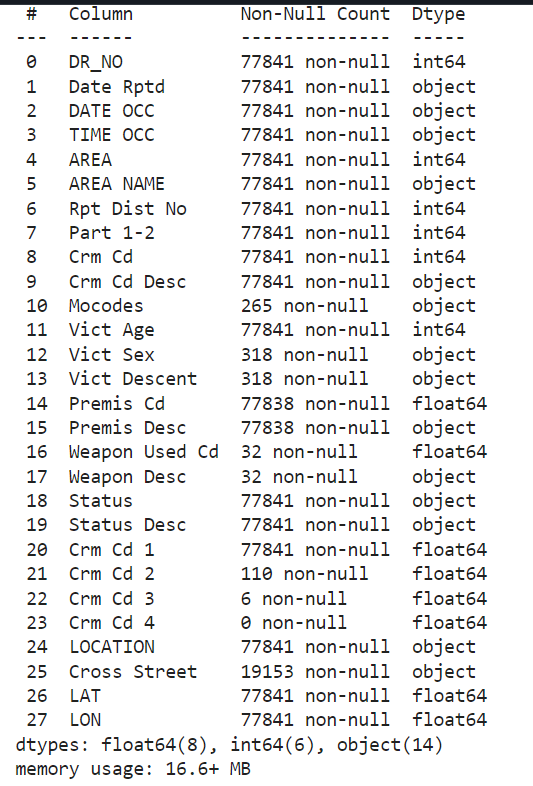 #   Column          Non-Null Count  Dtype
---  ------          --------------  -----
 0   DR_NO           77841 non-null  int64
 1   Date Rptd       77841 non-null  object
 2   DATE OCC        77841 non-null  object
 3   TIME OCC        77841 non-null  object
 4   AREA            77841 non-null  int64
 5   AREA NAME       77841 non-null  object
 6   Rpt Dist No     77841 non-null  int64
 7   Part 1-2        77841 non-null  int64
 8   Crm Cd          77841 non-null  int64
 9   Crm Cd Desc     77841 non-null  object
 10  Mocodes         265 non-null    object
 11  Vict Age        77841 non-null  int64
 12  Vict Sex        318 non-null    object
 13  Vict Descent    318 non-null    object
 14  Premis Cd       77838 non-null  float64
 15  Premis Desc     77838 non-null  object
 16  Weapon Used Cd  32 non-null     float64
 17  Weapon Desc     32 non-null     object
 18  Status          77841 non-null  object
 19  Status Desc     77841 non-null  object
 20  Crm Cd 1        77841 non-null  float64
 21  Crm Cd 2        110 non-null    float64
 22  Crm Cd 3        6 non-null      float64
 23  Crm Cd 4        0 non-null      float64
 24  LOCATION        77841 non-null  object
 25  Cross Street    19153 non-null  object
 26  LAT             77841 non-null  float64
 27  LON             77841 non-null  float64
dtypes: float64(8), int64(6), object(14)
memory usage: 16.6+ MB